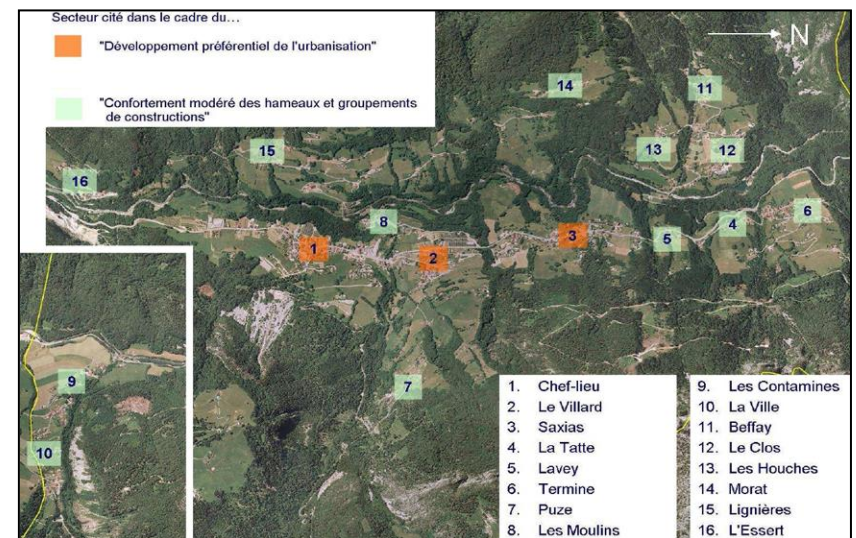 Secteur cité dans le cadre du...
"Développement préférentiel de l'urbanisation"
"Confortement modéré des hameaux et groupements
de constructions"
N
14
11
15
13
12
16
8
1
2
3
5
4
6
9
7
10
1. Chef-lieu
2. Le Villard
3. Saxias
4. La Tatte
5. Lavey
6. Termine
7. Puze
8. Les Moulins
9. Les Contamines
10. La Ville
11. Beffay
12. Le Clos
13. Les Houches
14. Morat
15. Lignières
16. L'Essert